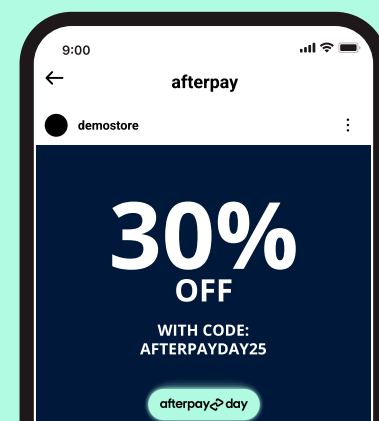 9:00
afterpay
demostore
30%
OFF
WITH CODE:
AFTERPAYDAY25
afterpay day